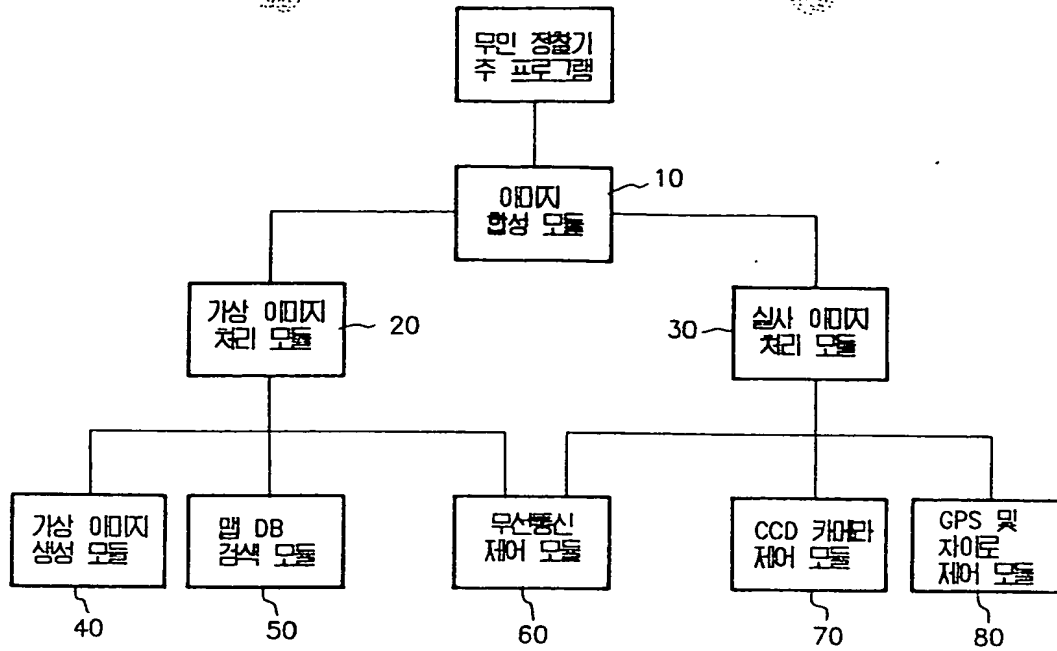 무인 정찰기
주 프로그램
이미지
합성 모듈
10
가상 이미지
처리 모듈
20
실사 이미지
처리 모듈
30
가상 이미지
생성 모듈
40
맵 DB
검색 모듈
50
무선통신
제어 모듈
60
CCD 카메라
제어 모듈
70
GPS 및
자이로
제어 모듈
80